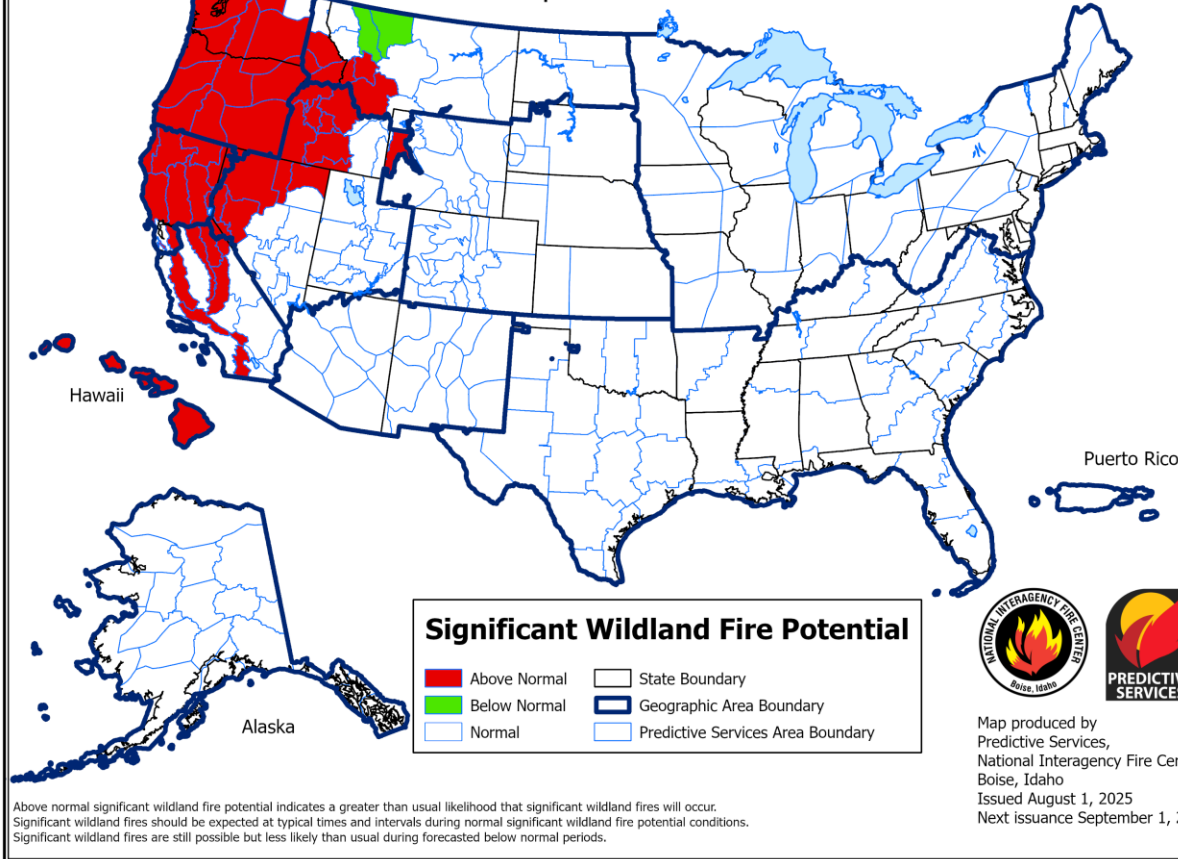 Hawaii
Puerto Rico
Alaska
Significant Wildland Fire Potential
Above Normal
Below Normal
Normal
State Boundary
Geographic Area Boundary
Predictive Services Area Boundary
NATIONAL INTERAGENCY FIRE CENTER
Boise, Idaho
PREDICTIVE
SERVICES
Map produced by
Predictive Services,
National Interagency Fire Cen
Boise, Idaho
Issued August 1, 2025
Next issuance September 1,
Above normal significant wildland fire potential indicates a greater than usual likelihood that significant wildland fires will occur.
Significant wildland fires should be expected at typical times and intervals during normal significant wildland fire potential conditions.
Significant wildland fires are still possible but less likely than usual during forecasted below normal periods.